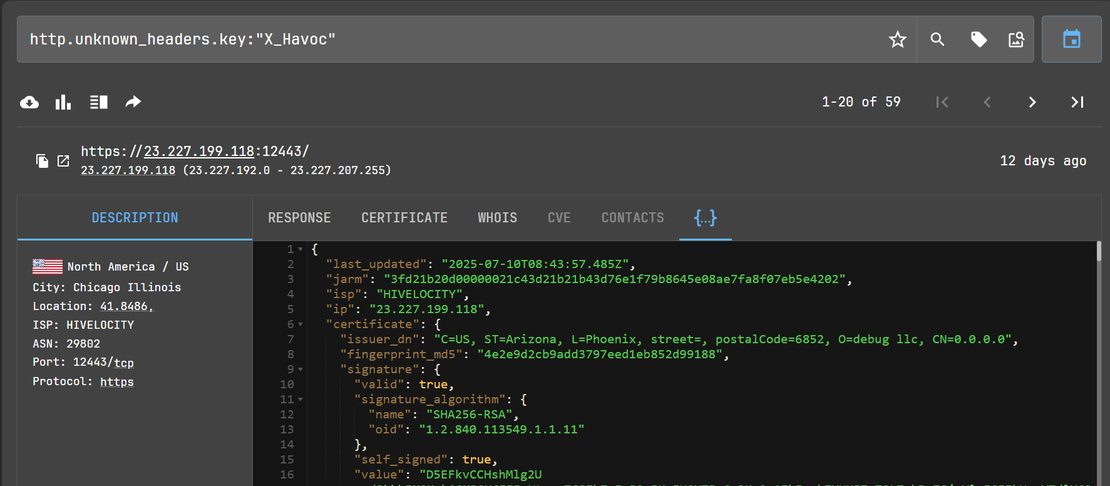 http.unknown_headers.key:"X_Havoc"
1-20 of 59
https://23.227.199.118:12443/
23.227.199.118 (23.227.192.0 - 23.227.207.255)
12 days ago
DESCRIPTION
RESPONSE CERTIFICATE WHOIS CVE CONTACTS {...}
North America / US
City: Chicago Illinois
Location: 41.8486,
ISP: HIVELOCITY
ASN: 29802
Port: 12443/tcp
Protocol: https
1 {
2 "last_updated": "2025-07-10T08:43:57.485Z",
3 "jarm": "3fd21b20d00000021c43d21b21b43d76e1f79b8645e08ae7fa8f07eb5e4202",
4 "isp": "HIVELOCITY",
5 "ip": "23.227.199.118",
6 "certificate": {
7 "issuer_dn": "C=US, ST=Arizona, L=Phoenix, street=, postalCode=6852, O=debug llc, CN=0.0.0.0",
8 "fingerprint_md5": "4e2e9d2cb9add3797eed1eb852d99188",
9 "signature": {
10 "valid": true,
11 "signature_algorithm": {
12 "name": "SHA256-RSA",
13 "oid": "1.2.840.113549.1.1.11"
14 },
15 "self_signed": true,
16 "value": "D5EFkvCCHshMlg2U